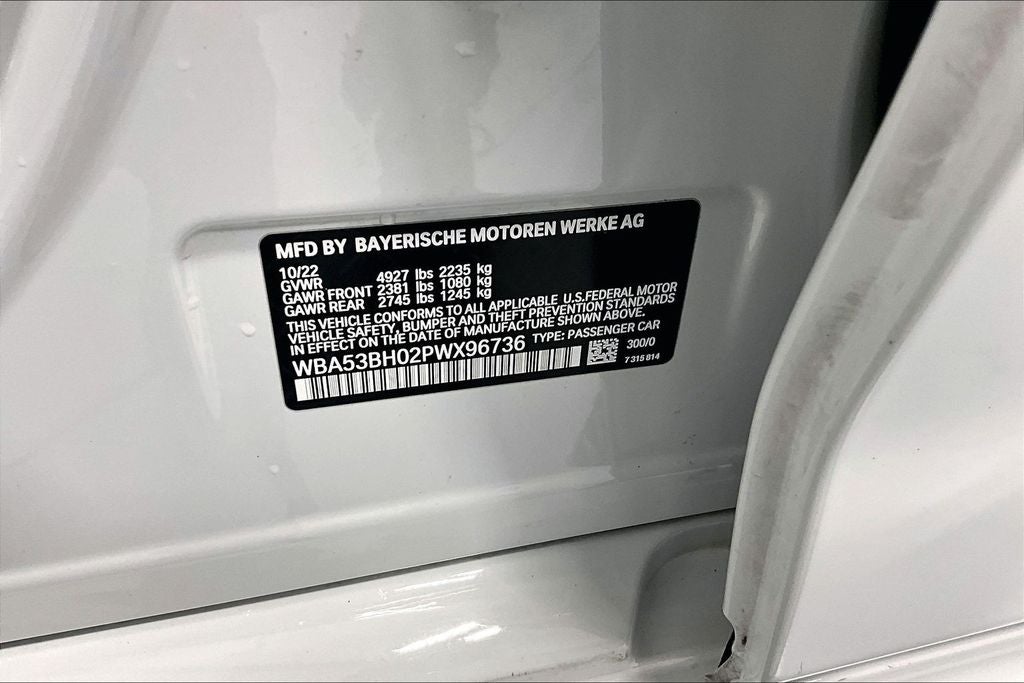 MFD BY BAYERISCHE MOTOREN WERKE AG
10/22
GVWR 4927 lbs 2235 kg
GAWR FRONT 2381 lbs 1080 kg
GAWR REAR 2745 lbs 1245 kg
THIS VEHICLE CONFORMS TO ALL APPLICABLE U.S.FEDERAL MOTOR
VEHICLE SAFETY, BUMPER AND THEFT PREVENTION STANDARDS
IN EFFECT ON THE DATE OF MANUFACTURE SHOWN ABOVE.
WBA53BH02PWX96736 TYPE: PASSENGER CAR
300/0
7 315 814